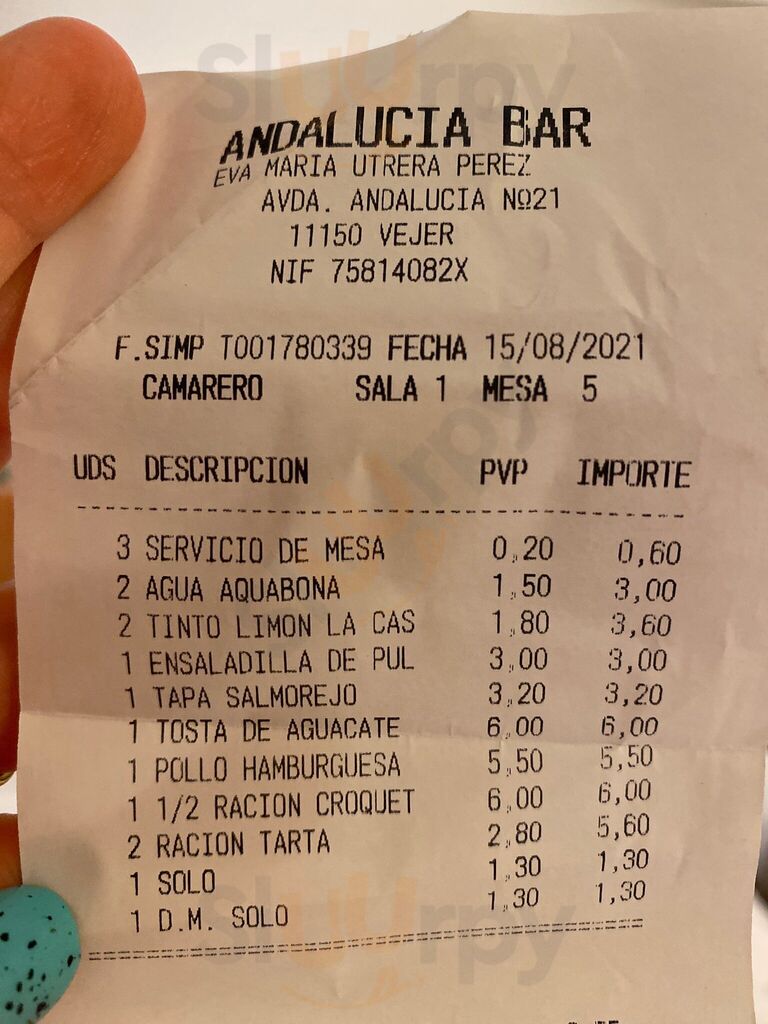 Sluurpy
ANDALUCIA BAR
EVA MARIA UTRERA PEREZ
AVDA. ANDALUCIA Nº21
11150 VEJER
NIF 75814082X
F.SIMP T001780339 FECHA 15/08/2021
CAMARERO SALA 1 MESA 5
UDS DESCRIPCION PVP IMPORTE
3 SERVICIO DE MESA 0,20 0,60
2 AGUA AQUABONA 1,50 3,00
2 TINTO LIMON LA CAS 1,80 3,60
1 ENSALADILLA DE PUL 3,00 3,00
1 TAPA SALMOREJO 3,20 3,20
1 TOSTA DE AGUACATE 6,00 6,00
1 POLLO HAMBURGUESA 5,50 5,50
1 1/2 RACION CROQUET 6,00 6,00
2 RACION TARTA 2,80 5,60
1 SOLO 1,30 1,30
1 D.M. SOLO 1,30 1,30
Sluurpy